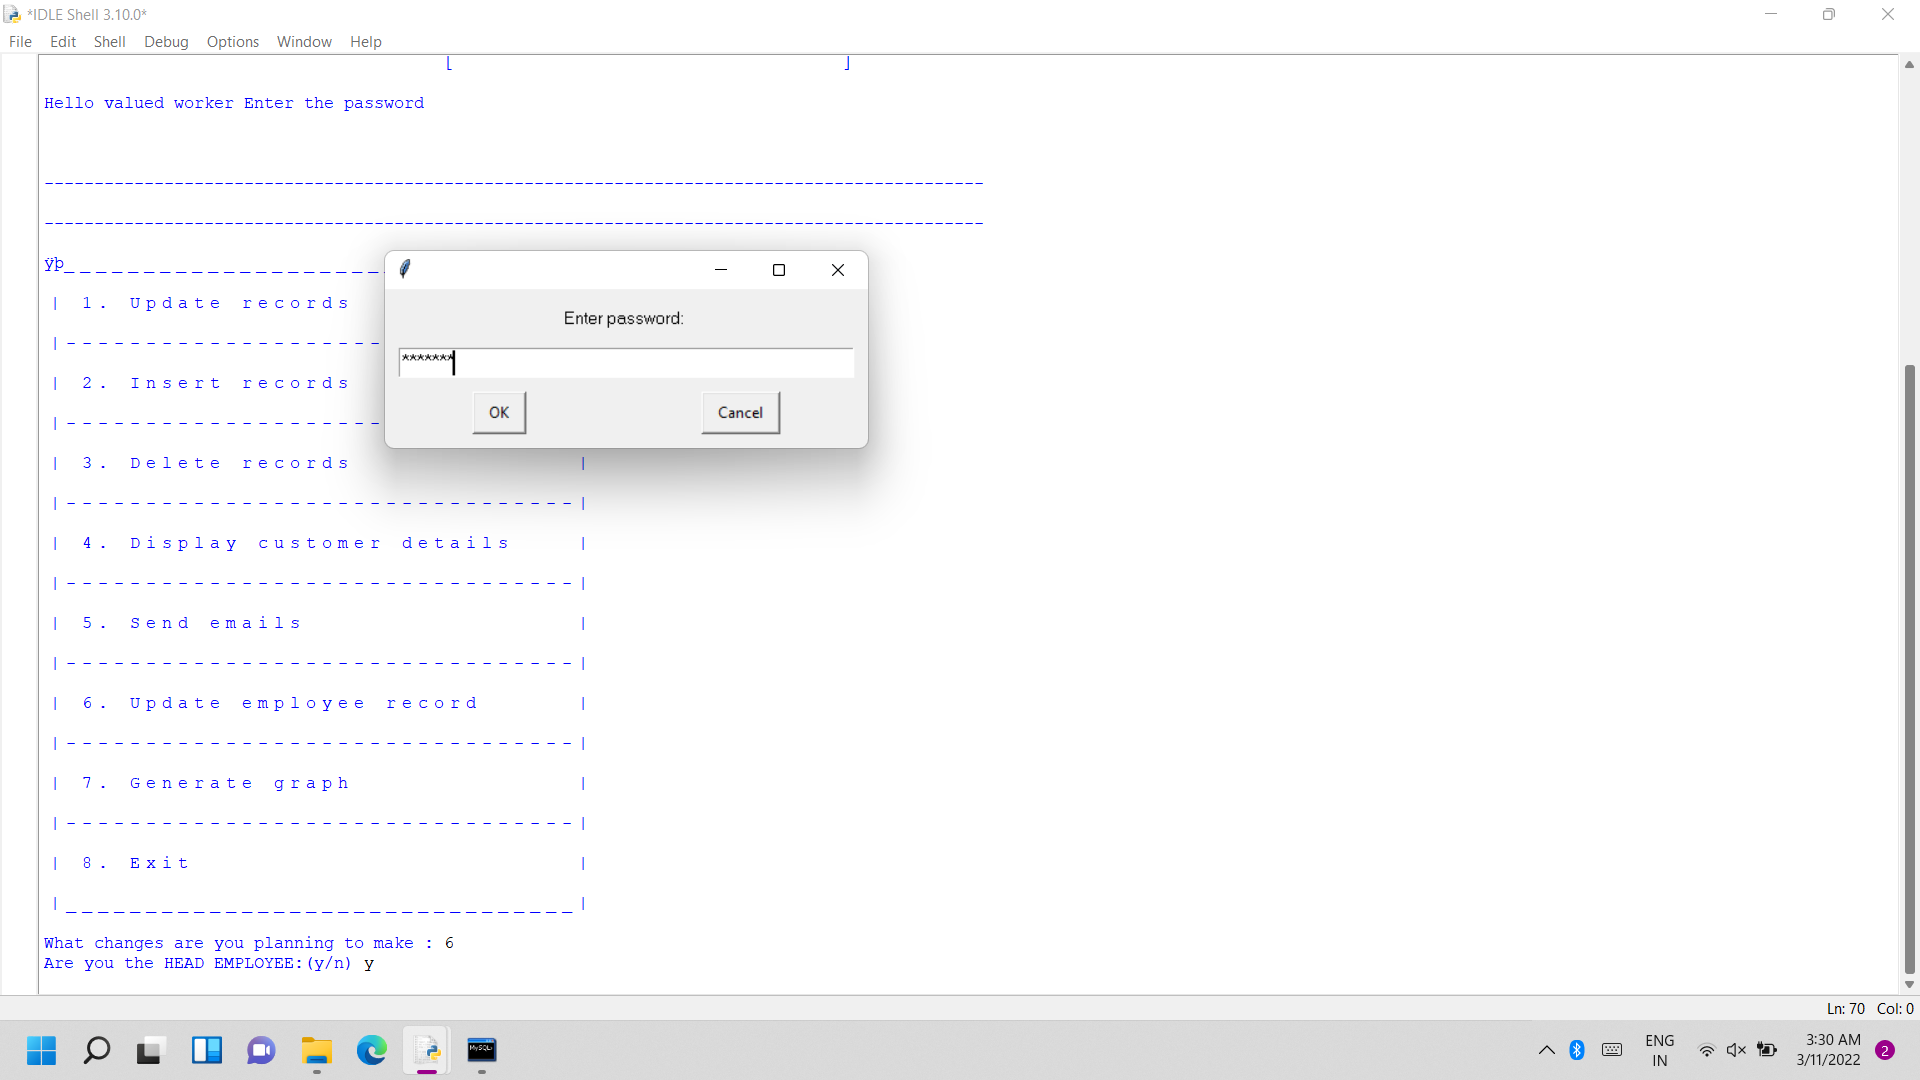 *IDLE Shell 3.10.0*
File Edit Shell Debug Options Window Help
[ ]
Hello valued worker Enter the password
----------------------------------------------------------------------------------------------
----------------------------------------------------------------------------------------------
ÿþ_ _ _ _ _ _ _ _ _ _ _ _ _ _ _ _ _ _ _ _
| 1. Update records
|- - - - - - - - - - - - - - - - - - - -
| 2. Insert records
|- - - - - - - - - - - - - - - - - - - -
| 3. Delete records |
|- - - - - - - - - - - - - - - - - - - - - - - - - - - - - - - -|
| 4. Display customer details |
|- - - - - - - - - - - - - - - - - - - - - - - - - - - - - - - -|
| 5. Send emails |
|- - - - - - - - - - - - - - - - - - - - - - - - - - - - - - - -|
| 6. Update employee record |
|- - - - - - - - - - - - - - - - - - - - - - - - - - - - - - - -|
| 7. Generate graph |
|- - - - - - - - - - - - - - - - - - - - - - - - - - - - - - - -|
| 8. Exit |
|_ _ _ _ _ _ _ _ _ _ _ _ _ _ _ _ _ _ _ _ _ _ _ _ _ _ _ _ _ _ _ _|
What changes are you planning to make : 6
Are you the HEAD EMPLOYEE:(y/n) y
Enter password:
*******
OK Cancel
Ln: 70 Col: 0
MySQL
ENG
IN
3:30 AM
3/11/2022
2